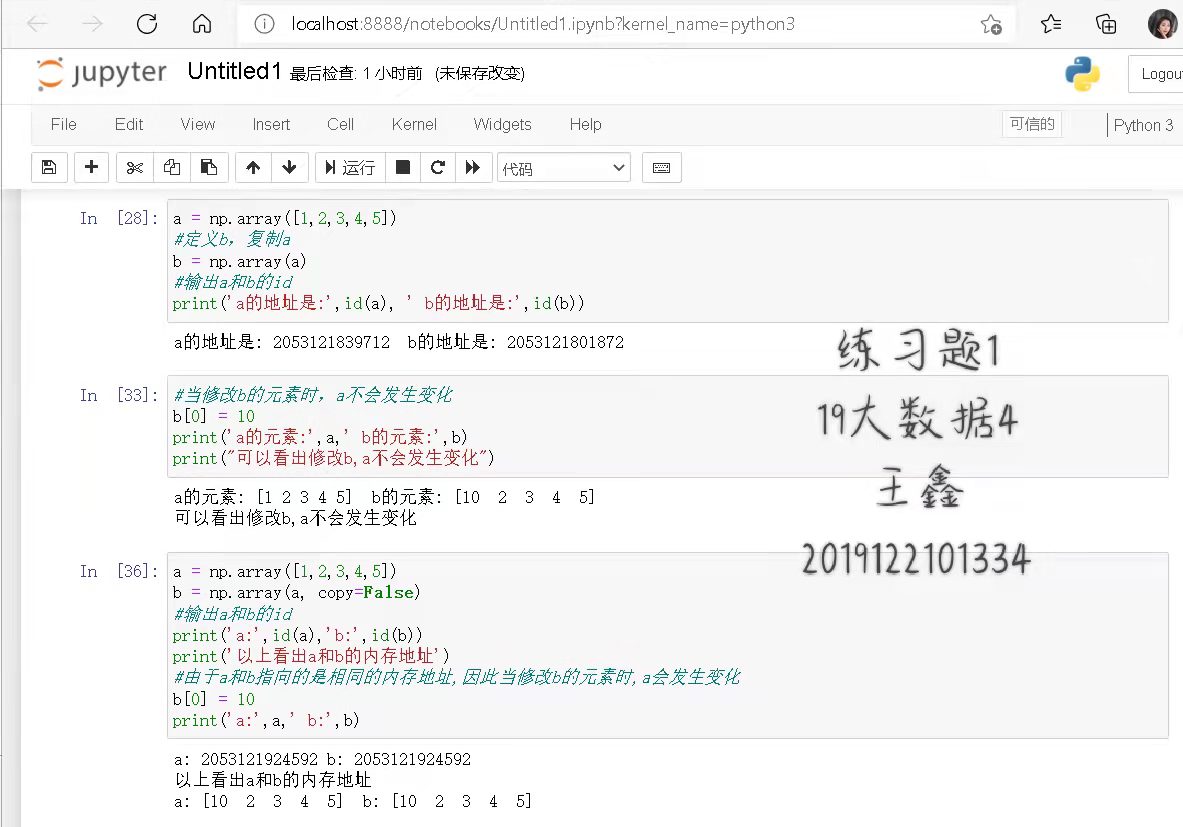 localhost:8888/notebooks/Untitled1.ipynb?kernel_name=python3
jupyter Untitled1 最后检查: 1 小时前 (未保存改变)
Logou
File Edit View Insert Cell Kernel Widgets Help 可信的 Python 3
运行 代码
In [28]: a = np.array([1,2,3,4,5])
#定义b，复制a
b = np.array(a)
#输出a和b的id
print('a的地址是:',id(a), ' b的地址是:',id(b))
a的地址是: 2053121839712 b的地址是: 2053121801872
练习题1
In [33]: #当修改b的元素时，a不会发生变化
b[0] = 10
print('a的元素:',a,' b的元素:',b)
print("可以看出修改b,a不会发生变化")
19大数据4
a的元素: [1 2 3 4 5] b的元素: [10 2 3 4 5]
可以看出修改b,a不会发生变化
王鑫
2019122101334
In [36]: a = np.array([1,2,3,4,5])
b = np.array(a, copy=False)
#输出a和b的id
print('a:',id(a),'b:',id(b))
print('以上看出a和b的内存地址')
#由于a和b指向的是相同的内存地址,因此当修改b的元素时,a会发生变化
b[0] = 10
print('a:',a,' b:',b)
a: 2053121924592 b: 2053121924592
以上看出a和b的内存地址
a: [10 2 3 4 5] b: [10 2 3 4 5]